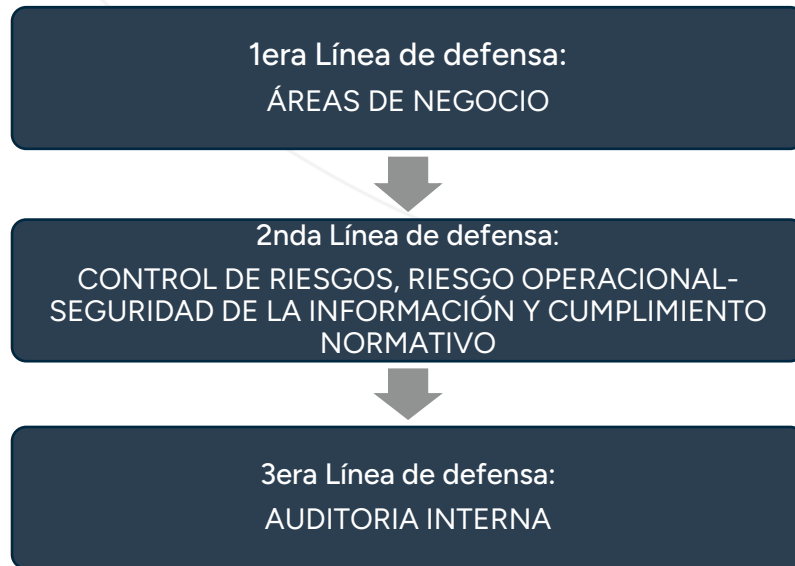 1era Línea de defensa:
ÁREAS DE NEGOCIO
2nda Línea de defensa:
CONTROL DE RIESGOS, RIESGO OPERACIONAL-
SEGURIDAD DE LA INFORMACIÓN Y CUMPLIMIENTO
NORMATIVO
3era Línea de defensa:
AUDITORIA INTERNA